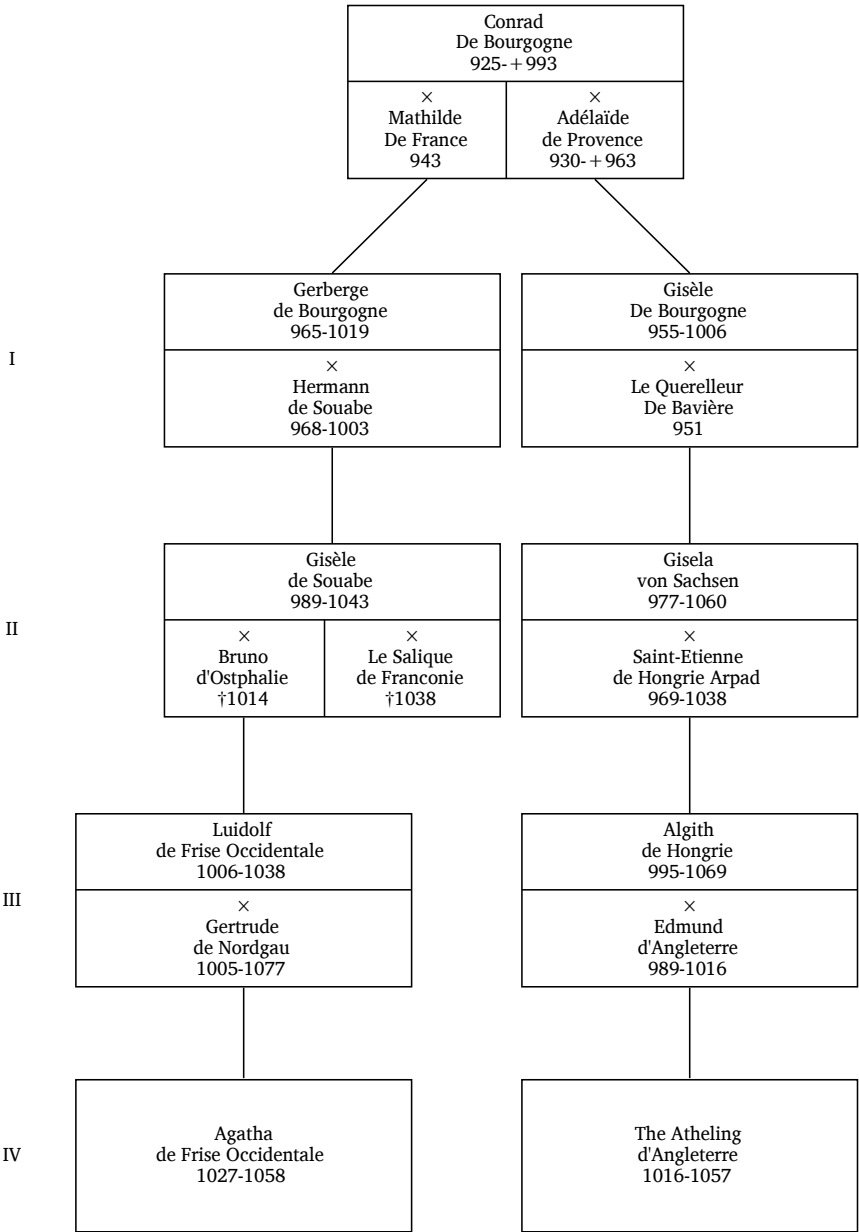 Conrad
De Bourgogne
925-+993
×
Mathilde
De France
943
×
Adélaïde
de Provence
930-+963
I
Gerberge
de Bourgogne
965-1019
×
Hermann
de Souabe
968-1003
Gisèle
De Bourgogne
955-1006
×
Le Querelleur
De Bavière
951
II
Gisèle
de Souabe
989-1043
×
Bruno
d'Ostphalie
†1014
×
Le Salique
de Franconie
†1038
Gisela
von Sachsen
977-1060
×
Saint-Etienne
de Hongrie Arpad
969-1038
III
Luidolf
de Frise Occidentale
1006-1038
×
Gertrude
de Nordgau
1005-1077
Algith
de Hongrie
995-1069
×
Edmund
d'Angleterre
989-1016
IV
Agatha
de Frise Occidentale
1027-1058
The Atheling
d'Angleterre
1016-1057